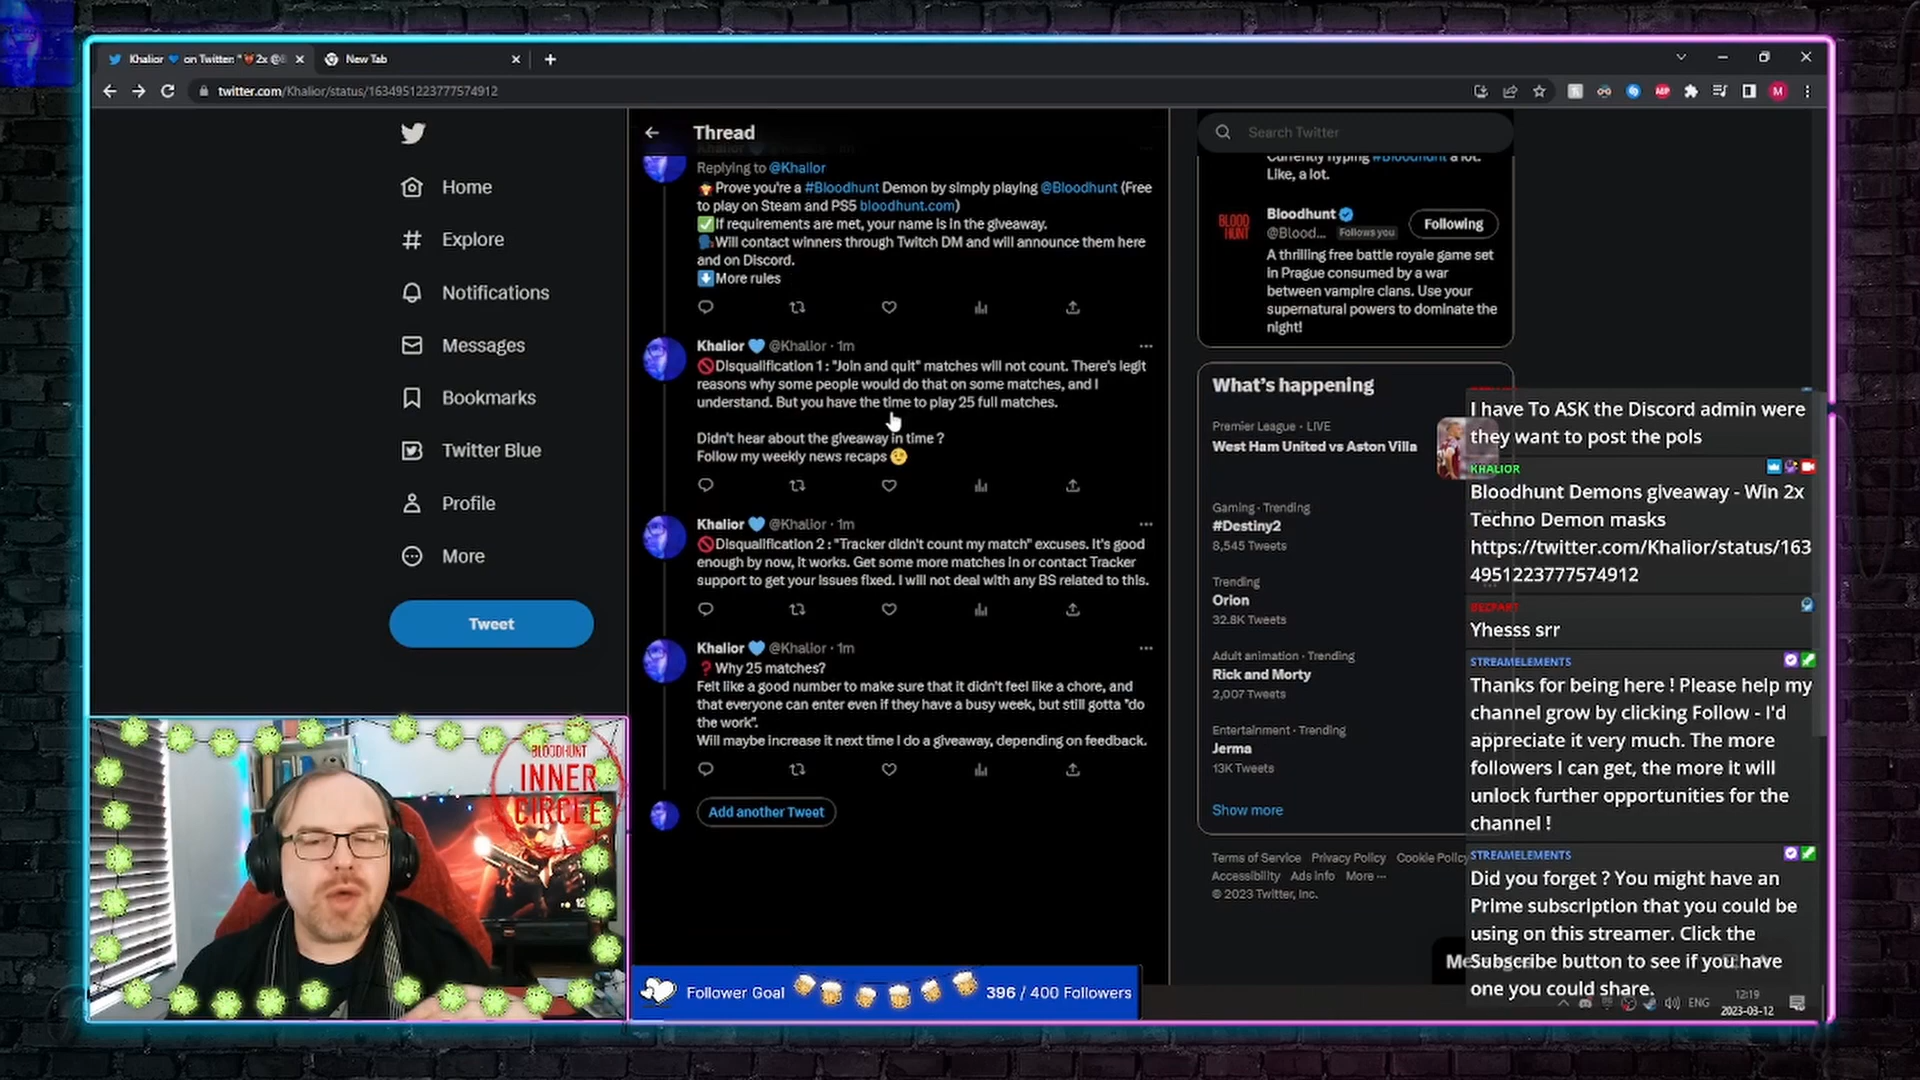 Khalior 💙 on Twitter: "👹2x @B
New Tab
twitter.com/Khalior/status/1634951223777574912
ABP
M
Home
Explore
Notifications
Messages
Bookmarks
Twitter Blue
Profile
More
Tweet
Thread
Replying to @Khalior
Prove you're a #Bloodhunt Demon by simply playing @Bloodhunt (Free
to play on Steam and PS5 bloodhunt.com)
✅If requirements are met, your name is in the giveaway.
🗣Will contact winners through Twitch DM and will announce them here
and on Discord.
⬇️More rules
Khalior 💙 @Khalior · 1m
🚫Disqualification 1 : "Join and quit" matches will not count. There's legit
reasons why some people would do that on some matches, and I
understand. But you have the time to play 25 full matches.
Didn't hear about the giveaway in time ?
Follow my weekly news recaps 😉
Khalior 💙 @Khalior · 1m
🚫Disqualification 2 : "Tracker didn't count my match" excuses. It's good
enough by now, it works. Get some more matches in or contact Tracker
support to get your issues fixed. I will not deal with any BS related to this.
Khalior 💙 @Khalior · 1m
❓Why 25 matches?
Felt like a good number to make sure that it didn't feel like a chore, and
that everyone can enter even if they have a busy week, but still gotta "do
the work".
Will maybe increase it next time I do a giveaway, depending on feedback.
Add another Tweet
Search Twitter
Currently hyping #Bloodhunt a lot.
Like, a lot.
BLOOD
HUNT
Bloodhunt
@Blood... Follows you
Following
A thrilling free battle royale game set
in Prague consumed by a war
between vampire clans. Use your
supernatural powers to dominate the
night!
What's happening
Premier League · LIVE
West Ham United vs Aston Villa
Gaming · Trending
#Destiny2
8,545 Tweets
Trending
Orion
32.8K Tweets
Adult animation · Trending
Rick and Morty
2,007 Tweets
Entertainment · Trending
Jerma
13K Tweets
Show more
Terms of Service Privacy Policy Cookie Policy
Accessibility Ads info More ...
© 2023 Twitter, Inc.
I have To ASK the Discord admin were
they want to post the pols
KHALIOR
Bloodhunt Demons giveaway - Win 2x
Techno Demon masks
https://twitter.com/Khalior/status/163
4951223777574912
Yhesss srr
STREAMELEMENTS
Thanks for being here ! Please help my
channel grow by clicking Follow - I'd
appreciate it very much. The more
followers I can get, the more it will
unlock further opportunities for the
channel !
STREAMELEMENTS
Did you forget ? You might have an
Prime subscription that you could be
using on this streamer. Click the
Subscribe button to see if you have
one you could share.
ENG
12:19
2023-03-12
BLOODHUNT
INNER
CIRCLE
Follower Goal
396 / 400 Followers